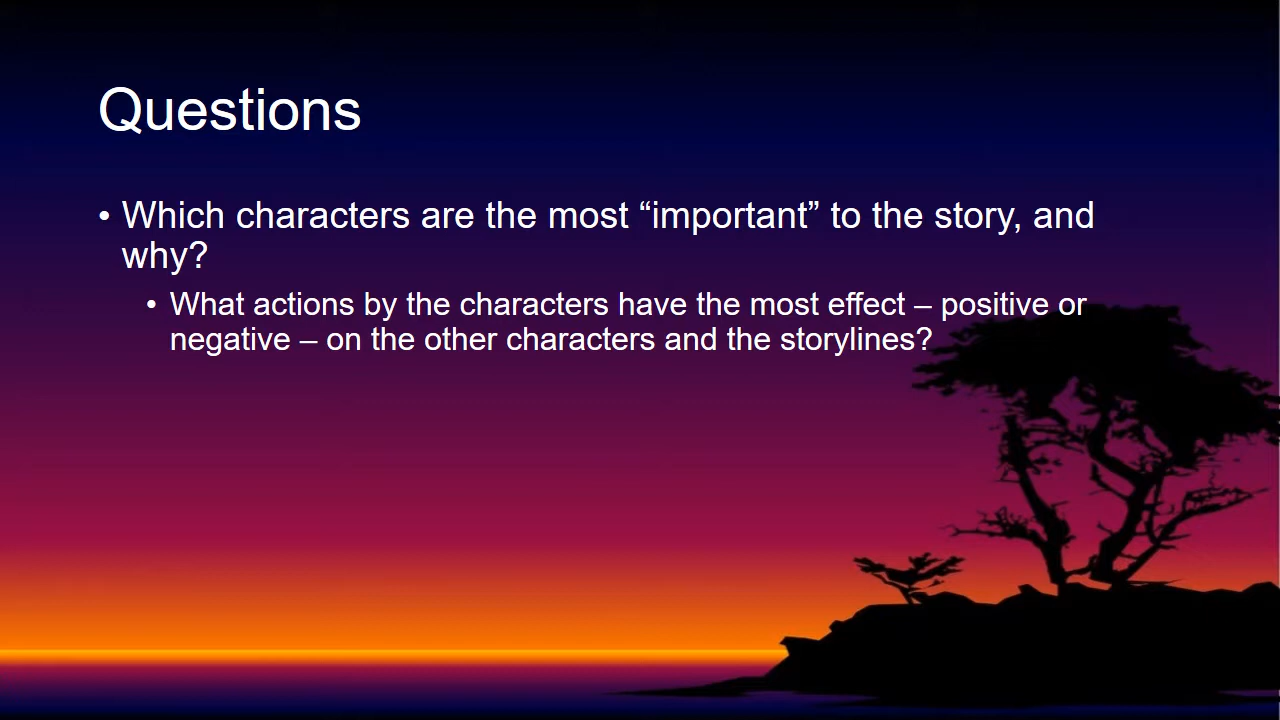 Questions
• Which characters are the most “important” to the story, and
why?
• What actions by the characters have the most effect – positive or
negative – on the other characters and the storylines?